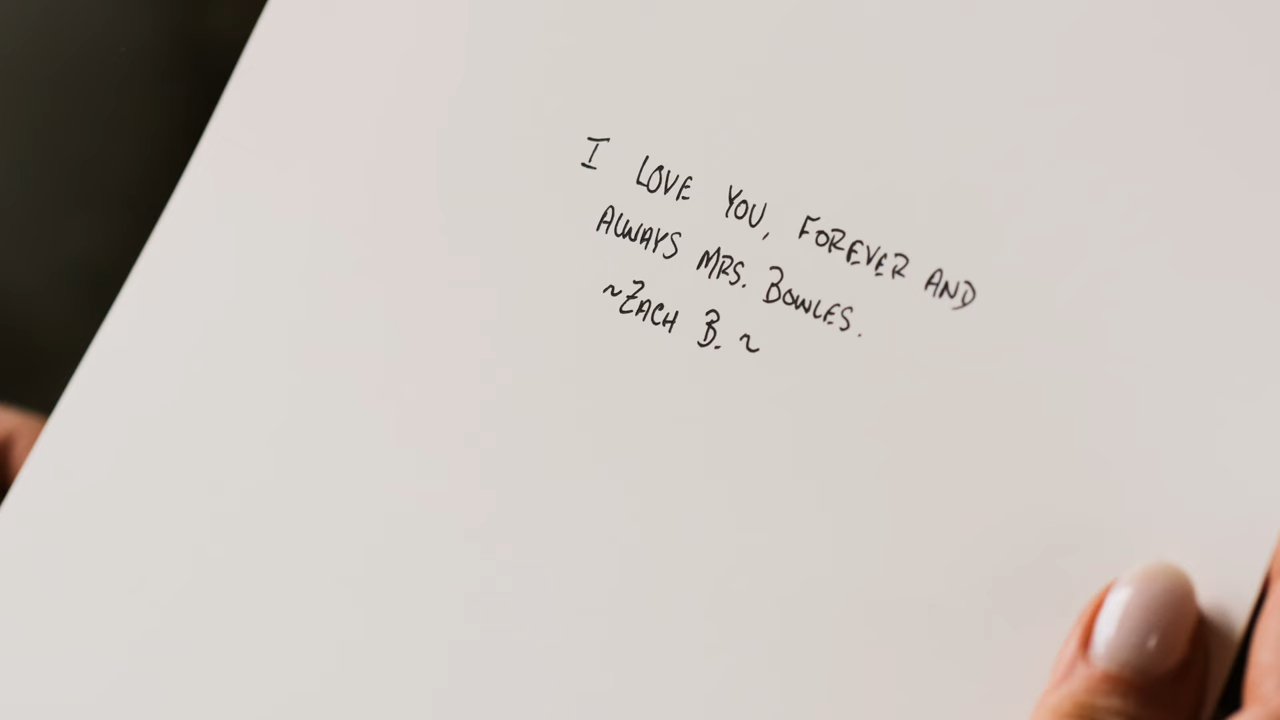 I LOVE YOU, FOREVER AND
ALWAYS MRS. BOWLES.
~ZACH B. ~